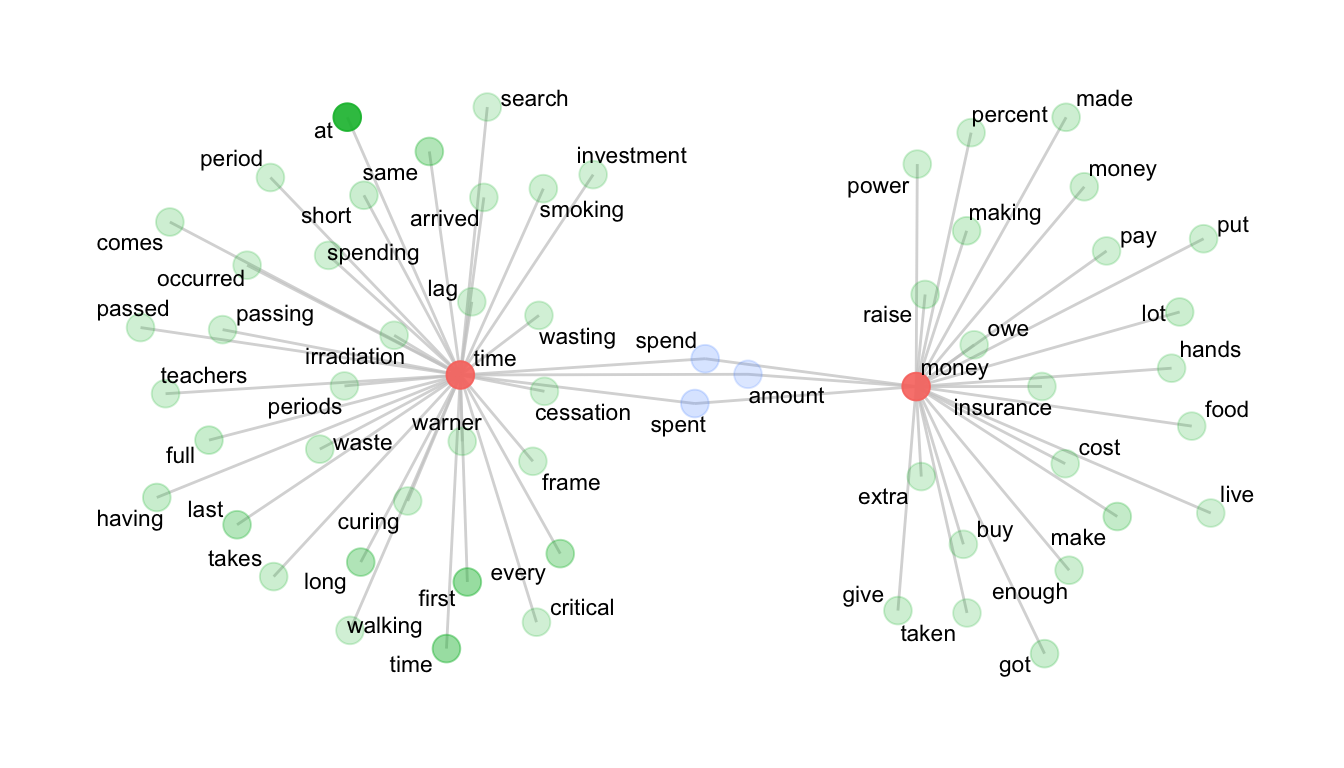 search
made
percent
at
investment
period
money
same
power
smoking
making
short
arrived
put
pay
comes
spending
occurred
lag
passed
passing
raise
lot
owe
wasting
spend
hands
irradiation
time
money
teachers
amount
periods
cessation
insurance
food
warner
spent
waste
cost
full
frame
live
extra
last
having
curing
buy
make
takes
every
long
enough
give
first
critical
walking
taken
time
got